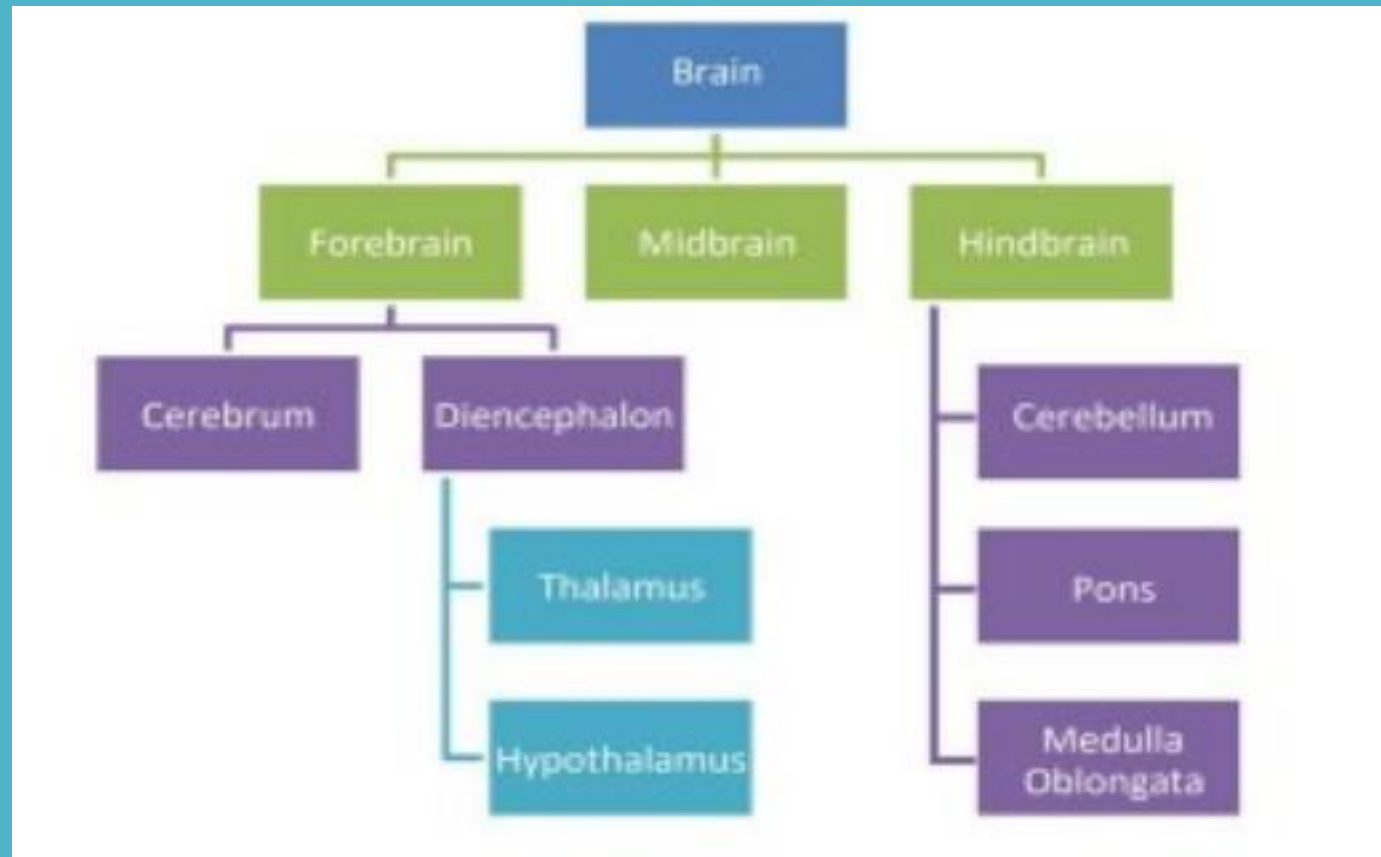 Brain
Forebrain
Midbrain
Hindbrain
Cerebrum
Diencephalon
Cerebellum
Thalamus
Pons
Hypothalamus
Medulla
Oblongata